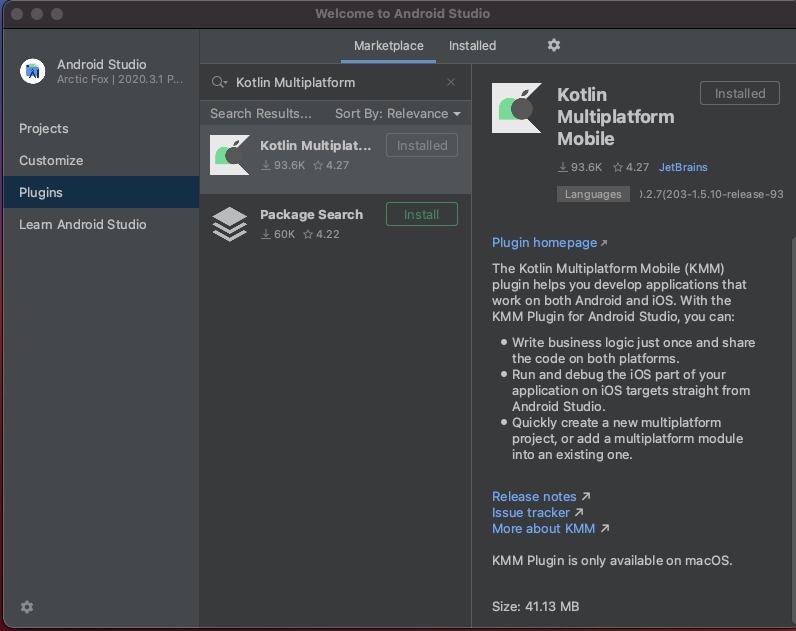 Welcome to Android Studio
Android Studio
Arctic Fox | 2020.3.1 P...
Projects
Customize
Plugins
Learn Android Studio
Marketplace
Installed
Kotlin Multiplatform
Search Results...
Sort By: Relevance
Kotlin Multiplat...
Installed
93.6K
4.27
Package Search
Install
60K
4.22
Kotlin
Multiplatform
Mobile
Installed
93.6K
4.27
JetBrains
Languages
0.2.7(203-1.5.10-release-93
Plugin homepage
The Kotlin Multiplatform Mobile (KMM)
plugin helps you develop applications that
work on both Android and iOS. With the
KMM Plugin for Android Studio, you can:
Write business logic just once and share
the code on both platforms.
Run and debug the iOS part of your
application on iOS targets straight from
Android Studio.
Quickly create a new multiplatform
project, or add a multiplatform module
into an existing one.
Release notes
Issue tracker
More about KMM
KMM Plugin is only available on macOS.
Size: 41.13 MB